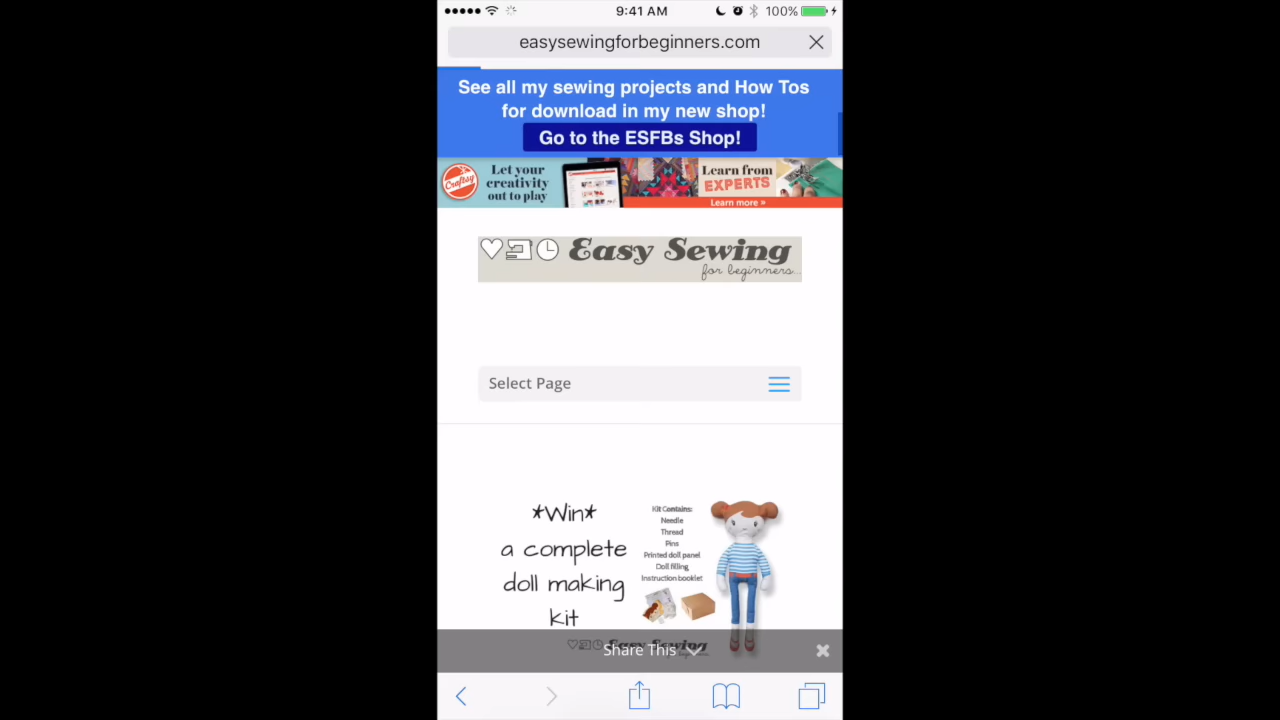 9:41 AM
100%
easysewingforbeginners.com
See all my sewing projects and How Tos
for download in my new shop!
Go to the ESFBs Shop!
Craftsy
Let your
creativity
out to play
Learn from
EXPERTS
Learn more »
Easy Sewing
for beginners...
Select Page
*Win*
a complete
doll making
kit
Kit Contains:
Needle
Thread
Pins
Printed doll panel
Doll filling
Instruction booklet
Easy Sewing
Share This